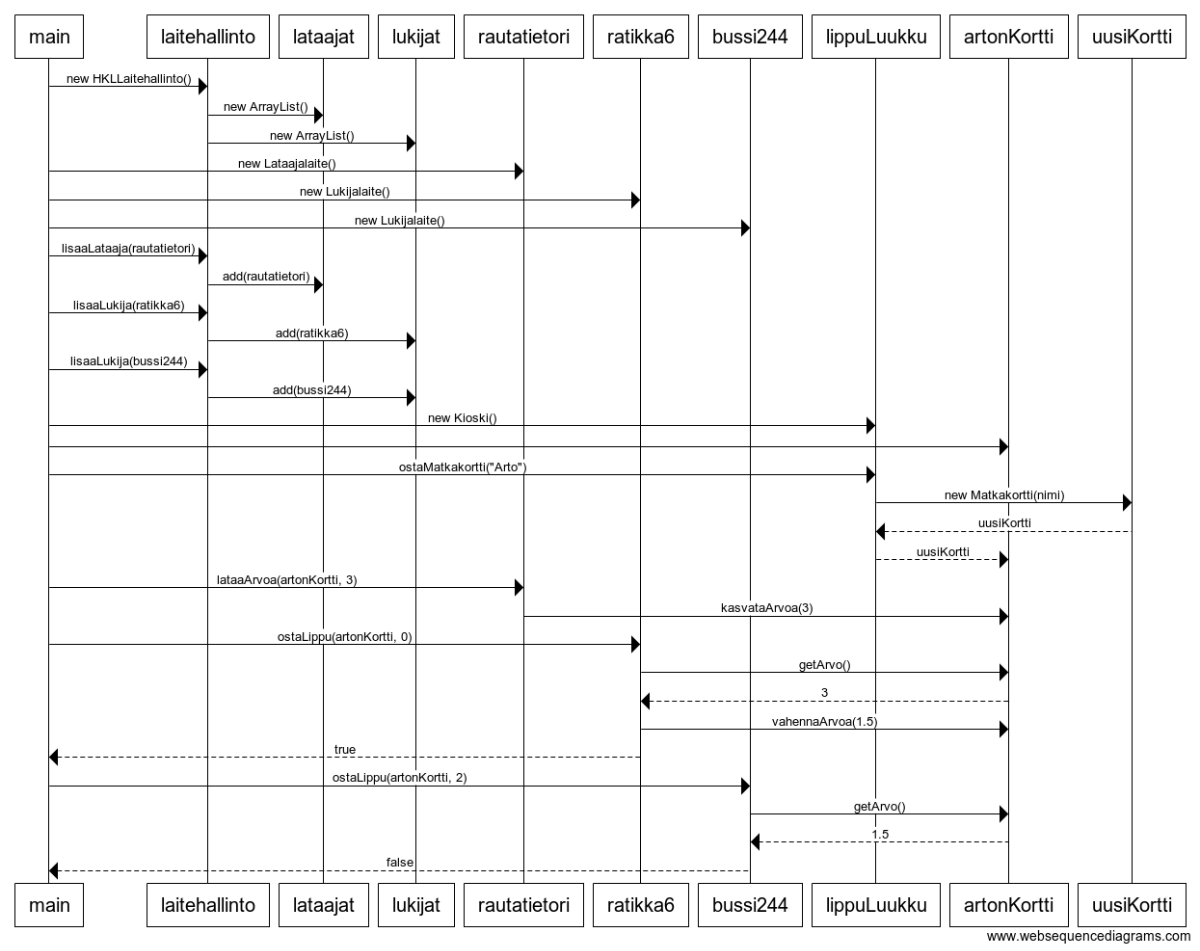 main laitehallinto lataajat lukijat rautatietori ratikka6 bussi244 lippuLuukku artonKortti uusiKortti
new HKLLaitehallinto()
new ArrayList()
new ArrayList()
new Lataajalaite()
new Lukijalaite()
new Lukijalaite()
lisaaLataaja(rautatietori)
add(rautatietori)
lisaaLukija(ratikka6)
add(ratikka6)
lisaaLukija(bussi244)
add(bussi244)
new Kioski()
ostaMatkakortti("Arto")
new Matkakortti(nimi)
uusiKortti
uusiKortti
lataaArvoa(artonKortti, 3)
kasvataArvoa(3)
ostaLippu(artonKortti, 0)
getArvo()
3
vahennaArvoa(1.5)
true
ostaLippu(artonKortti, 2)
getArvo()
1.5
false
main laitehallinto lataajat lukijat rautatietori ratikka6 bussi244 lippuLuukku artonKortti uusiKortti
www.websequencediagrams.com